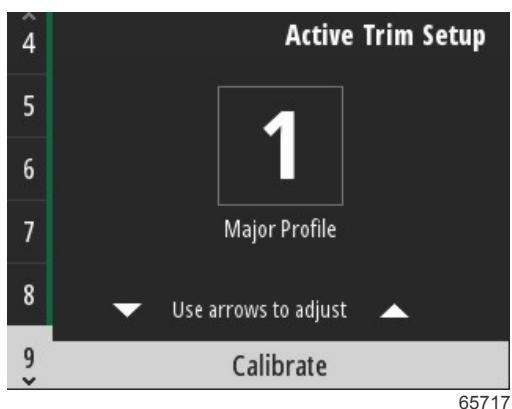 Active Trim Setup
4
5
6
7
8
9
1
Major Profile
Use arrows to adjust
Calibrate
65717